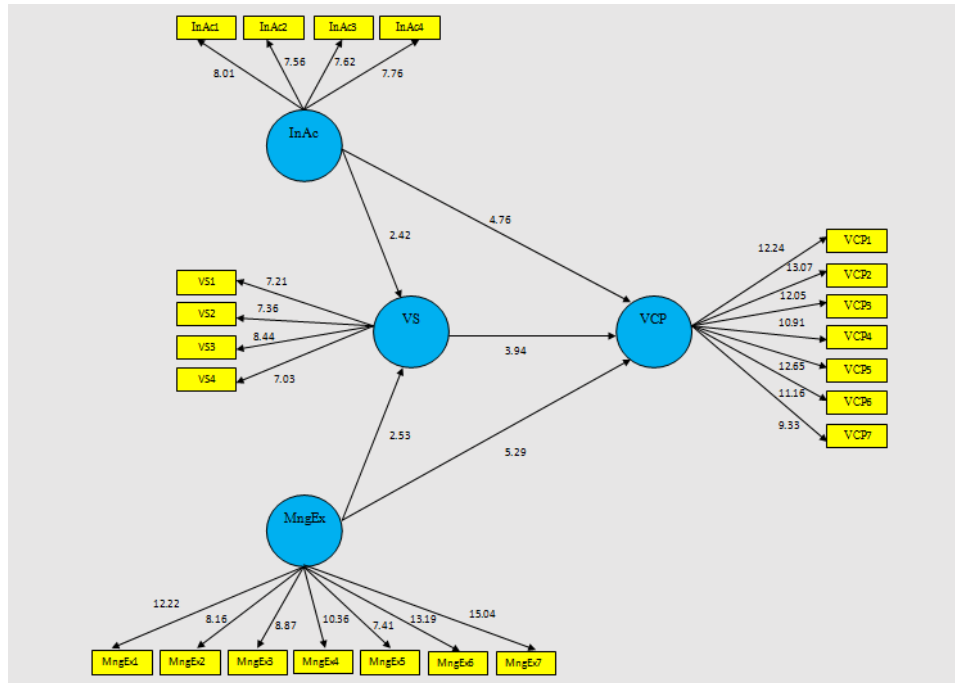 InAc1 InAc2 InAc3 InAc4
8.01 7.56 7.62 7.76
InAc
4.76
2.42
VS1 7.21
VS2 7.36
VS3 8.44
VS4 7.03
VS
3.94
VCP
12.24 VCP1
13.07 VCP2
12.05 VCP3
10.91 VCP4
12.65 VCP5
11.16 VCP6
9.33 VCP7
2.53
5.29
MngEx
12.22 8.16 8.87 10.36 7.41 13.19 15.04
MngEx1 MngEx2 MngEx3 MngEx4 MngEx5 MngEx6 MngEx7